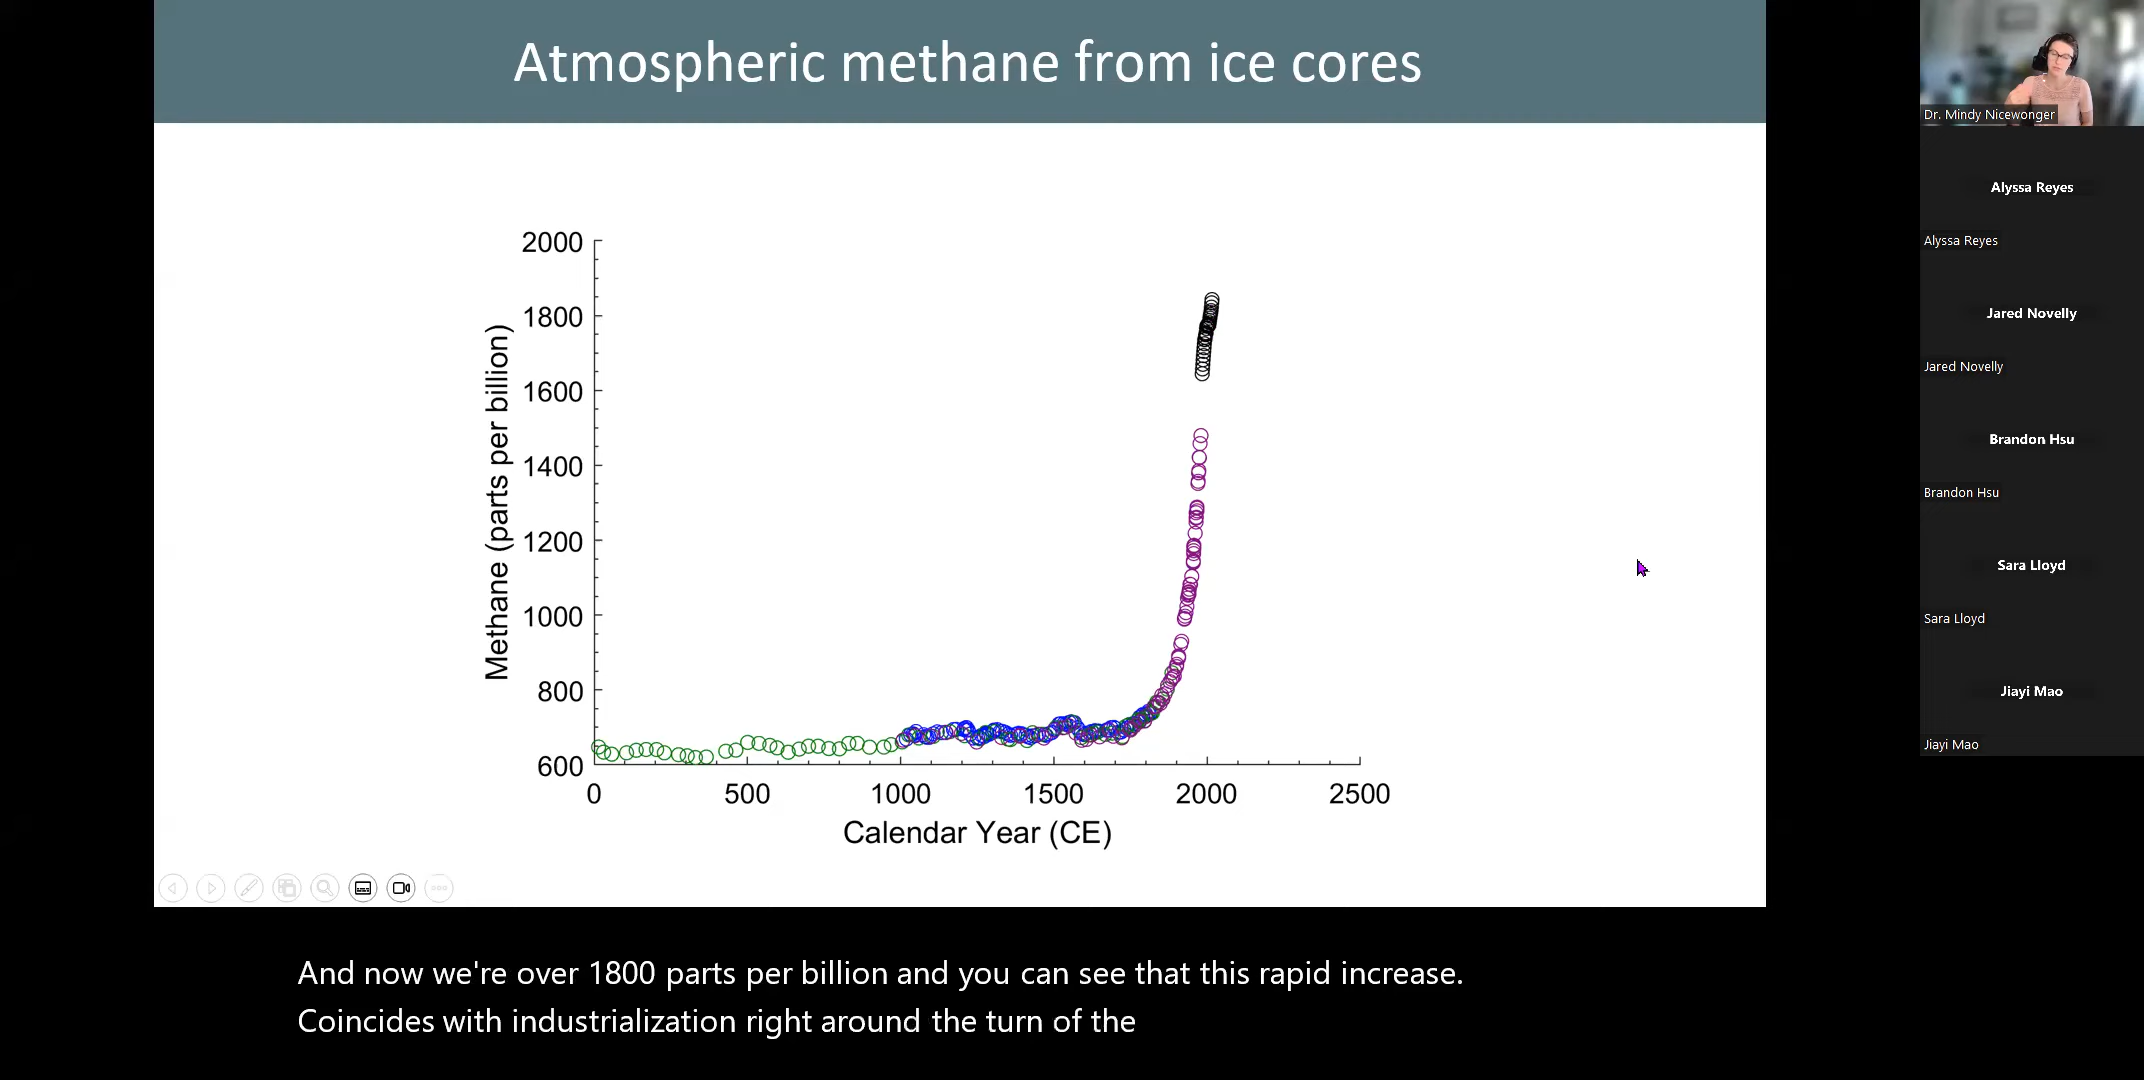 Atmospheric methane from ice cores
Methane (parts per billion)
2000
1800
1600
1400
1200
1000
800
600
0 500 1000 1500 2000 2500
Calendar Year (CE)
And now we're over 1800 parts per billion and you can see that this rapid increase.
Coincides with industrialization right around the turn of the
Dr. Mindy Nicewonger
Alyssa Reyes
Alyssa Reyes
Jared Novelly
Jared Novelly
Brandon Hsu
Brandon Hsu
Sara Lloyd
Sara Lloyd
Jiayi Mao
Jiayi Mao